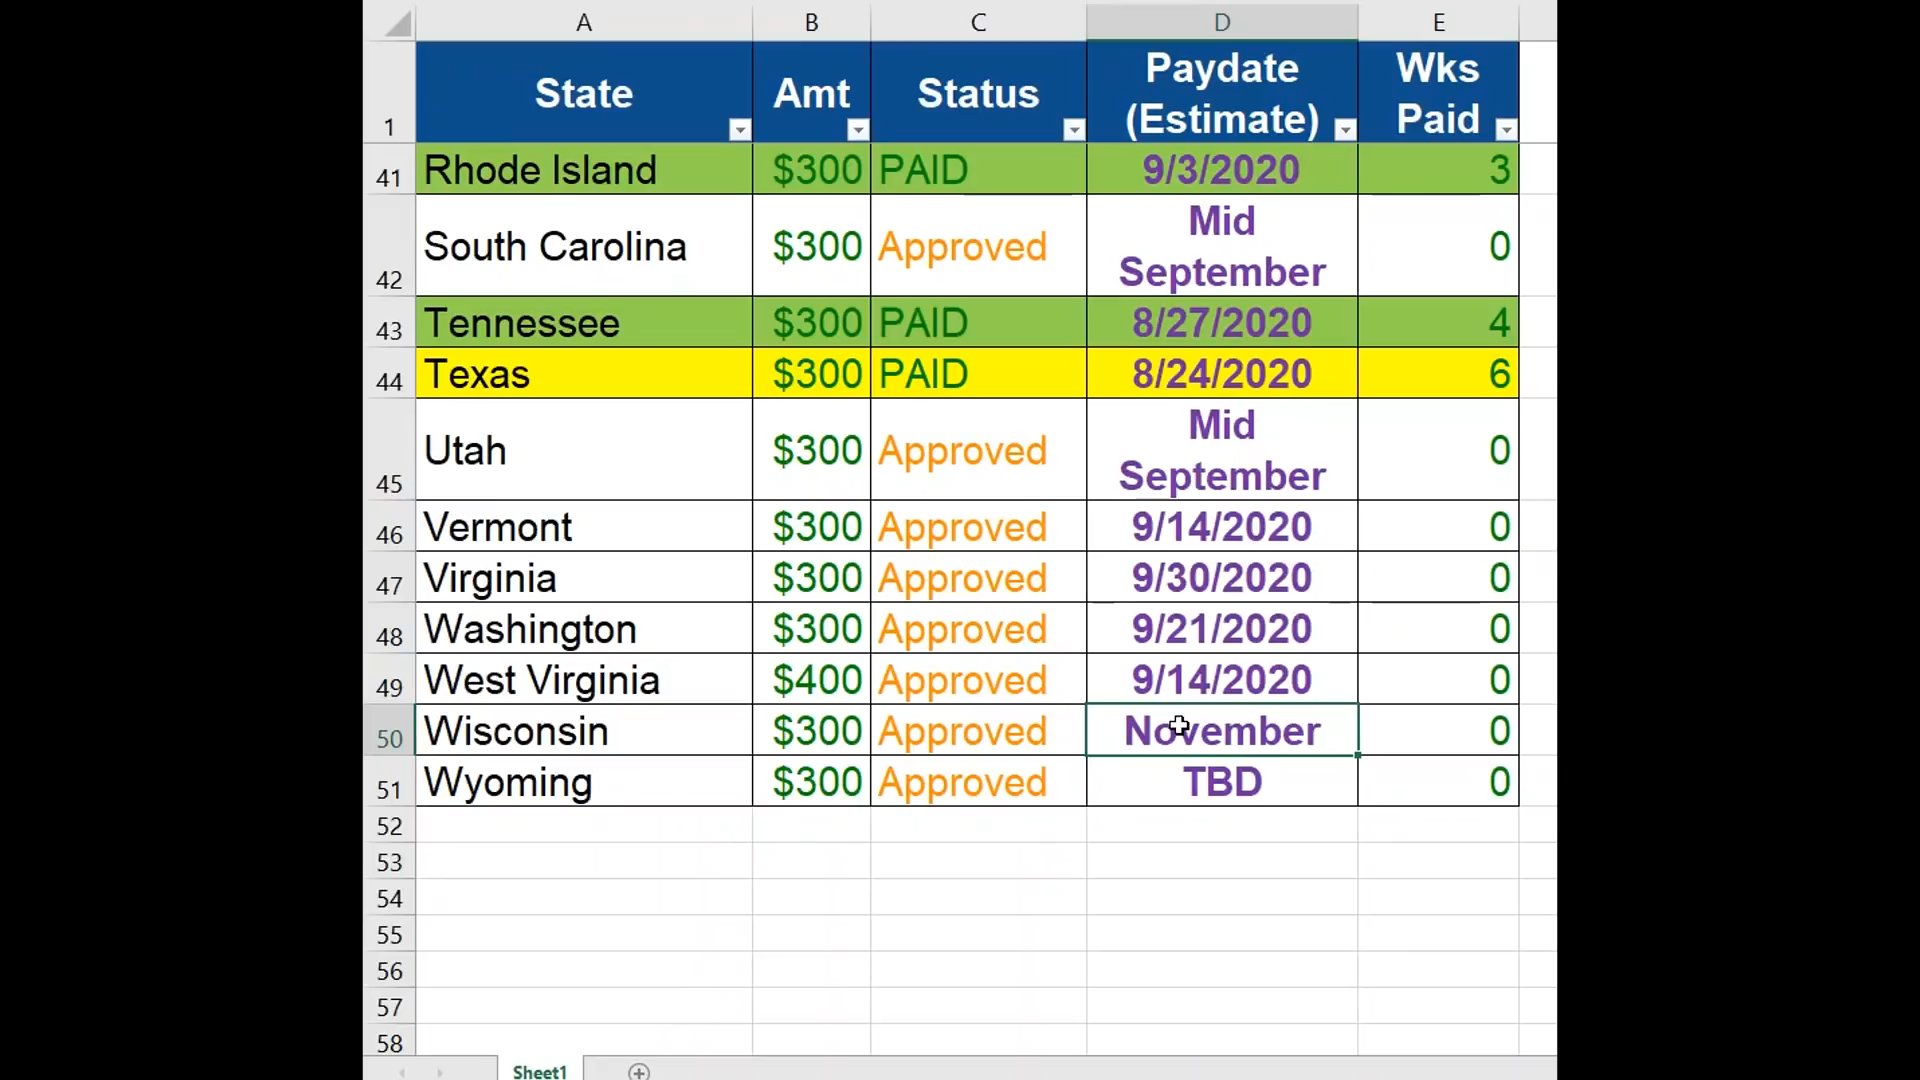 A B C D E
1 State Amt Status Paydate (Estimate) Wks Paid
41 Rhode Island $300 PAID 9/3/2020 3
42 South Carolina $300 Approved Mid September 0
43 Tennessee $300 PAID 8/27/2020 4
44 Texas $300 PAID 8/24/2020 6
45 Utah $300 Approved Mid September 0
46 Vermont $300 Approved 9/14/2020 0
47 Virginia $300 Approved 9/30/2020 0
48 Washington $300 Approved 9/21/2020 0
49 West Virginia $400 Approved 9/14/2020 0
50 Wisconsin $300 Approved November 0
51 Wyoming $300 Approved TBD 0
52
53
54
55
56
57
58
Sheet1